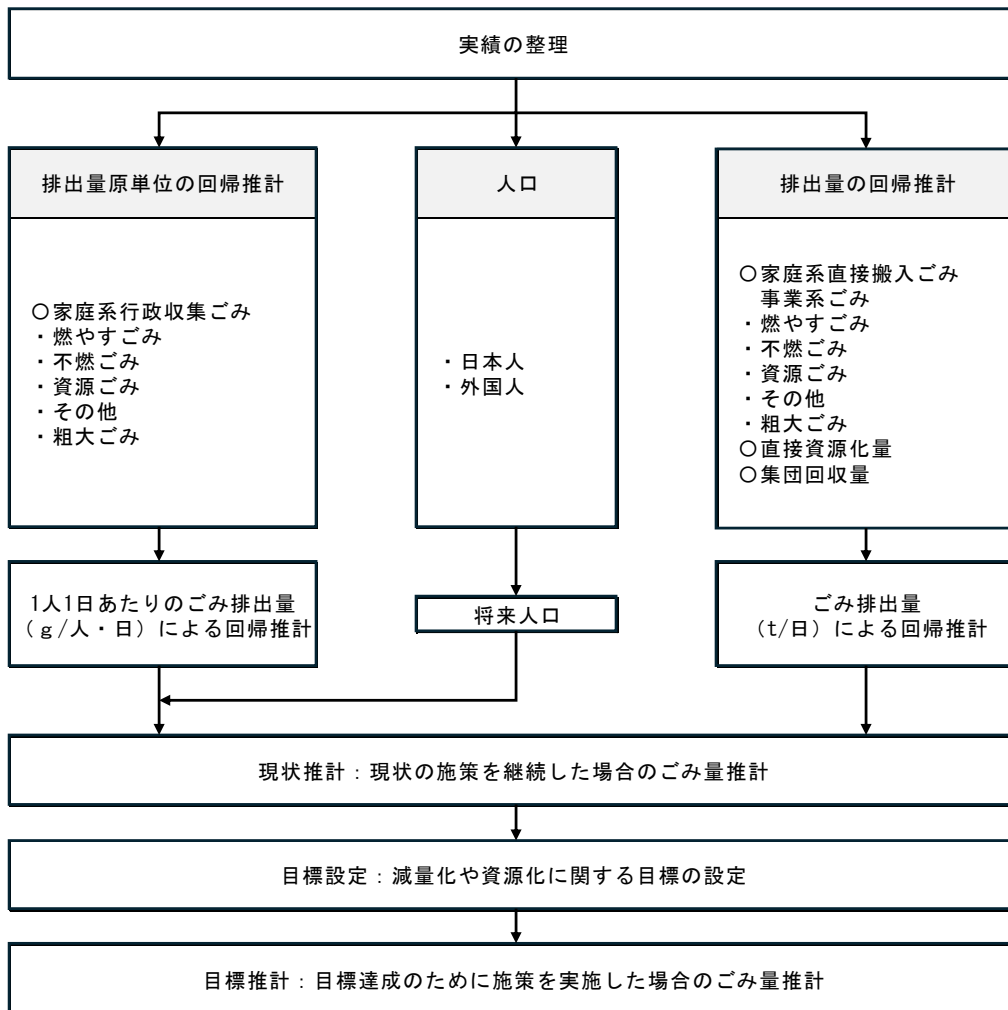 実績の整理
排出量原単位の回帰推計
○家庭系行政収集ごみ
・燃やすごみ
・不燃ごみ
・資源ごみ
・その他
・粗大ごみ
人口
・日本人
・外国人
排出量の回帰推計
○家庭系直接搬入ごみ
事業系ごみ
・燃やすごみ
・不燃ごみ
・資源ごみ
・その他
・粗大ごみ
○直接資源化量
○集団回収量
1人1日あたりのごみ排出量
（ｇ/人・日）による回帰推計
将来人口
ごみ排出量
（t/日）による回帰推計
現状推計：現状の施策を継続した場合のごみ量推計
目標設定：減量化や資源化に関する目標の設定
目標推計：目標達成のために施策を実施した場合のごみ量推計